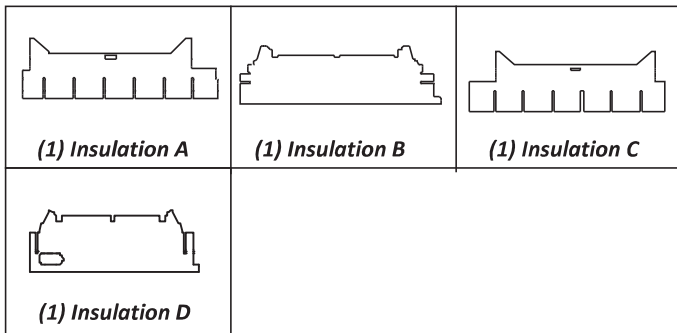 (1) Insulation A
(1) Insulation B
(1) Insulation C
(1) Insulation D